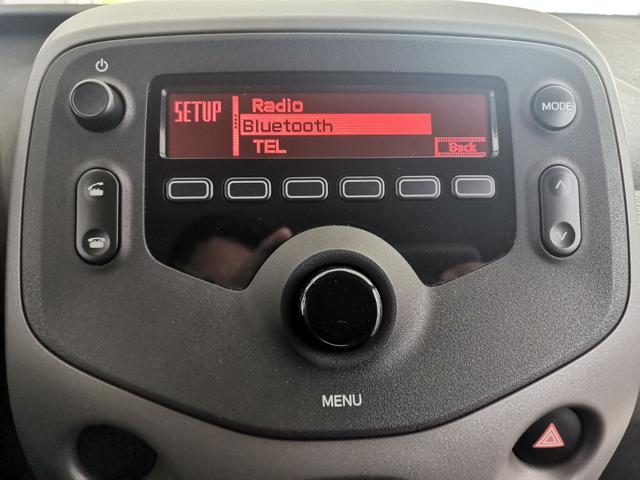 SETUP
Radio
Bluetooth
TEL
Back
MODE
MENU